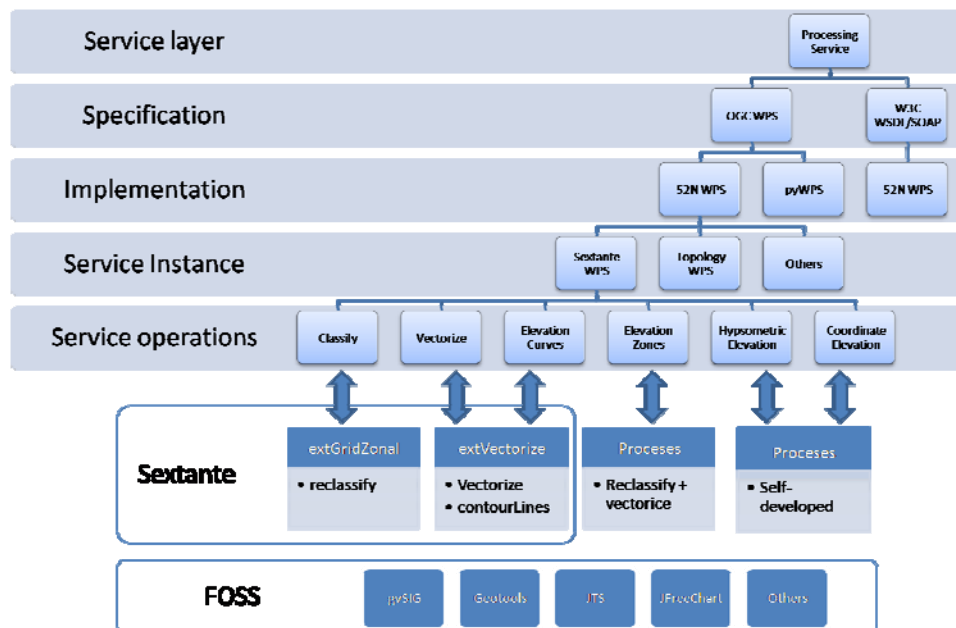 Service layer
Processing
Service
Specification
OGC WPS
W3C
WSDL/SOAP
Implementation
52N WPS
pyWPS
52N WPS
Service Instance
Sextante
WPS
Topology
WPS
Others
Service operations
Classify
Vectorize
Elevation
Curves
Elevation
Zones
Hypsometric
Elevation
Coordinate
Elevation
Sextante
extGridZonal
• reclassify
extVectorize
• Vectorize
• contourLines
Proceses
• Reclassify +
vectorice
Proceses
• Self-
developed
FOSS
gvSIG
Geotools
JTS
JFreeChart
Others